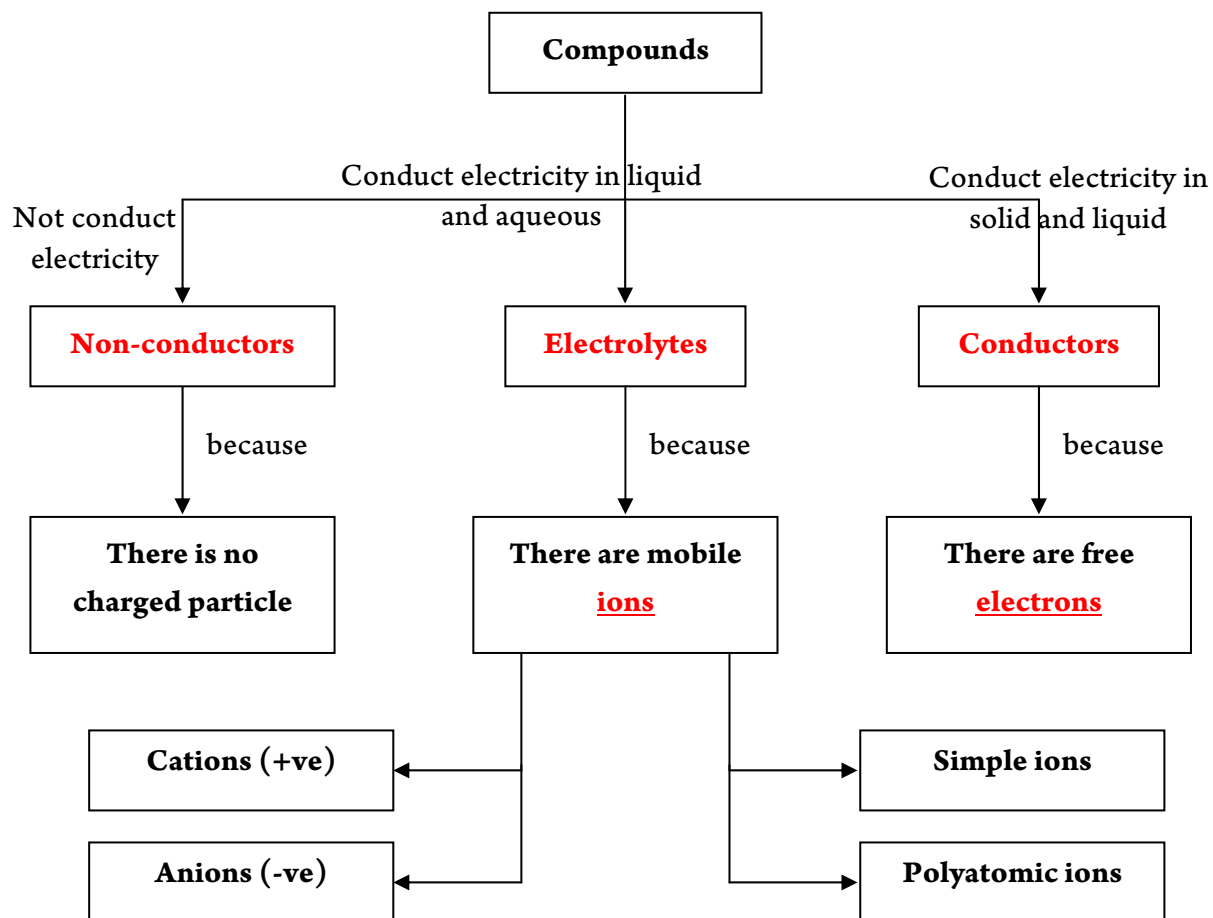 Compounds
Conduct electricity in liquid
and aqueous
Conduct electricity in
solid and liquid
Not conduct
electricity
Non-conductors
Electrolytes
Conductors
because
because
because
There is no
charged particle
There are mobile
ions
There are free
electrons
Cations (+ve)
Simple ions
Anions (-ve)
Polyatomic ions